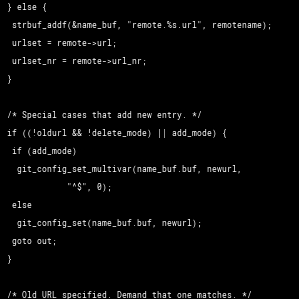 } else {
strbuf_addf(&name_buf, "remote.%s.url", remotename);
urlset = remote->url;
urlset_nr = remote->url_nr;
}
/* Special cases that add new entry. */
if ((!oldurl && !delete_mode) || add_mode) {
if (add_mode)
git_config_set_multivar(name_buf.buf, newurl,
"^$", 0);
else
git_config_set(name_buf.buf, newurl);
goto out;
}
/* Old URL specified. Demand that one matches. */